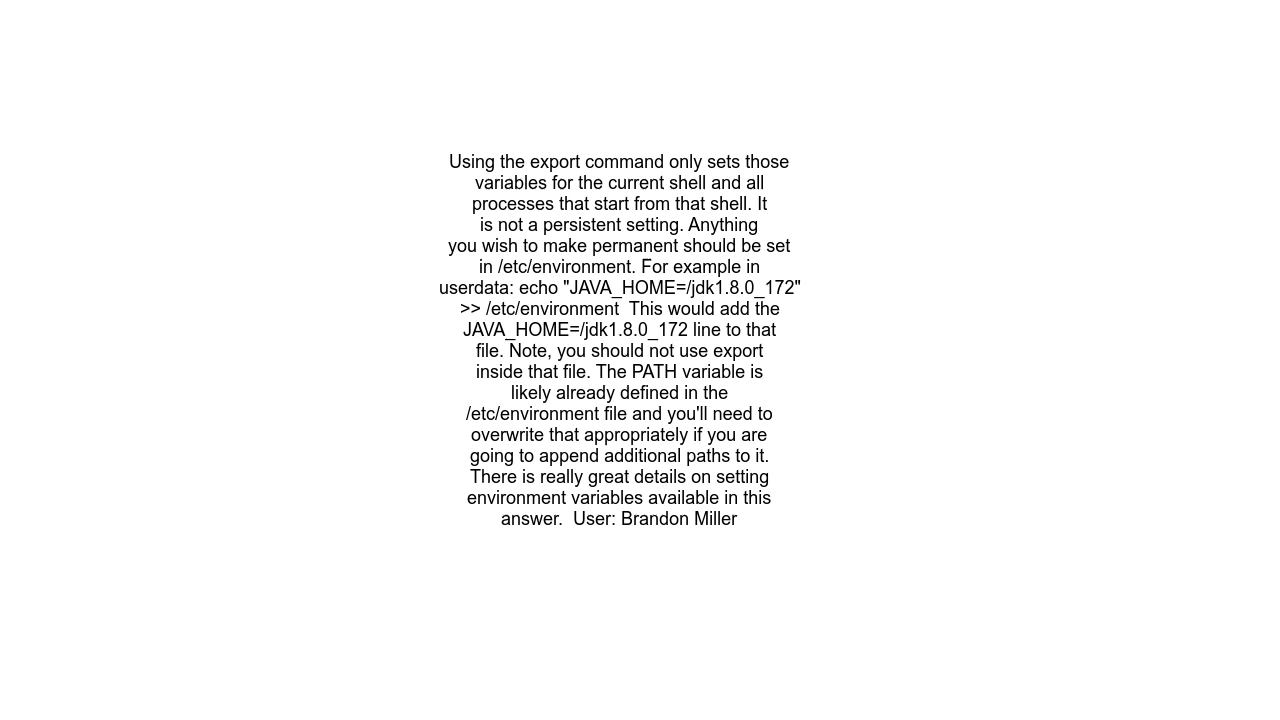 Using the export command only sets those
variables for the current shell and all
processes that start from that shell. It
is not a persistent setting. Anything
you wish to make permanent should be set
in /etc/environment. For example in
userdata: echo "JAVA_HOME=/jdk1.8.0_172"
>> /etc/environment  This would add the
JAVA_HOME=/jdk1.8.0_172 line to that
file. Note, you should not use export
inside that file. The PATH variable is
likely already defined in the
/etc/environment file and you'll need to
overwrite that appropriately if you are
going to append additional paths to it.
There is really great details on setting
environment variables available in this
answer.  User: Brandon Miller